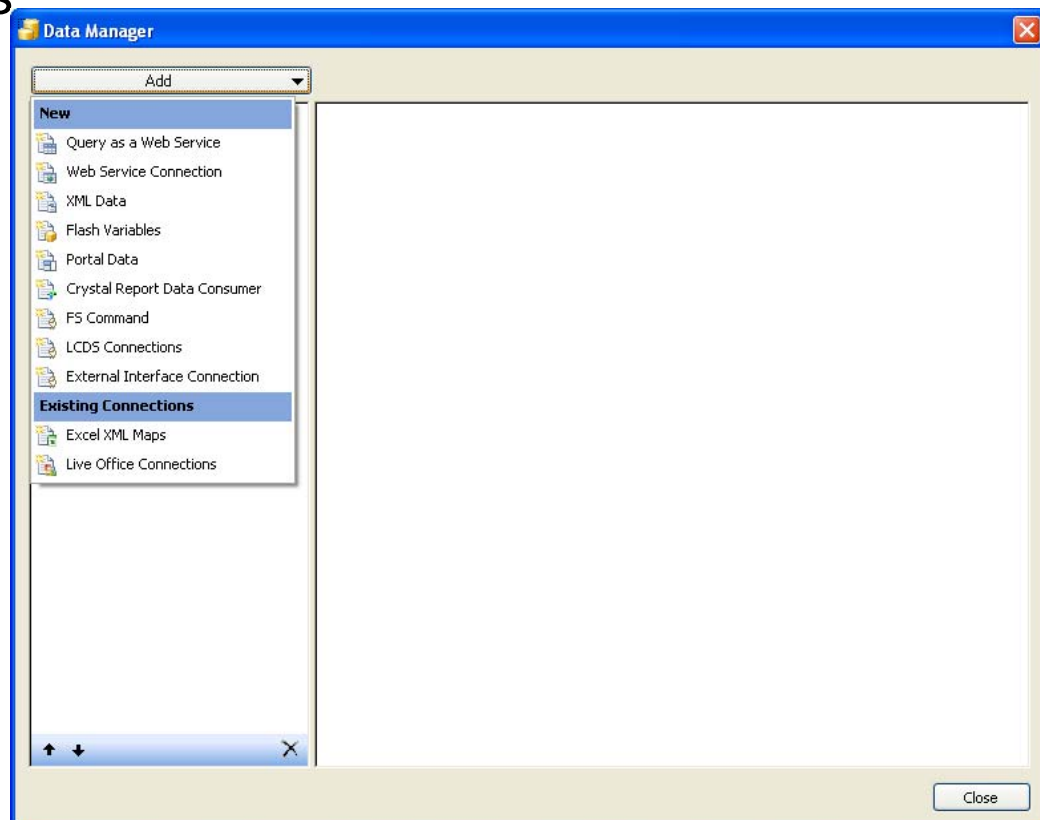 s
Data Manager
Add
New
Query as a Web Service
Web Service Connection
XML Data
Flash Variables
Portal Data
Crystal Report Data Consumer
FS Command
LCDS Connections
External Interface Connection
Existing Connections
Excel XML Maps
Live Office Connections
Close